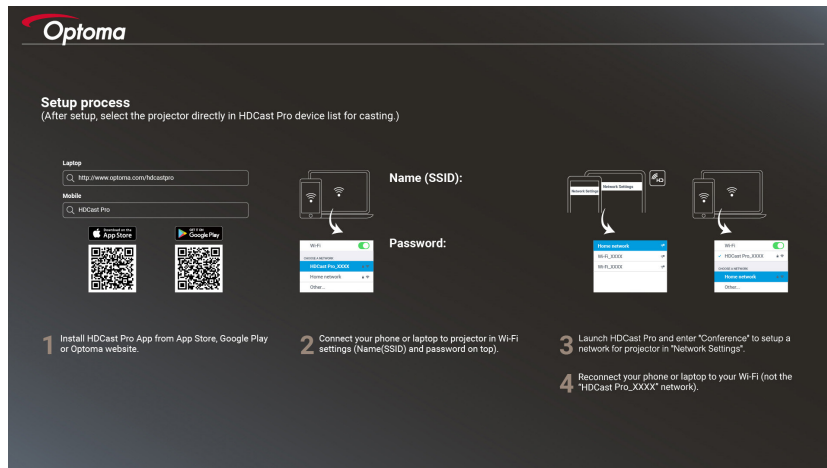 Optoma
Setup process
(After setup, select the projector directly in HDCast Pro device list for casting.)
Laptop
http://www.optoma.com/hdcastpro
Mobile
HDCast Pro
Download on the
App Store
GET IT ON
Google Play
Name (SSID):
Password:
Wi-Fi
CHOOSE A NETWORK
HDCast Pro_XXXX
Home network
Other...
Network Settings
Network Settings
Home network
Wi-Fi_XXXX
Wi-Fi_XXXX
Wi-Fi
HDCast Pro_XXXX
CHOOSE A NETWORK
Home network
Other...
1 Install HDCast Pro App from App Store, Google Play
or Optoma website.
2 Connect your phone or laptop to projector in Wi-Fi
settings (Name(SSID) and password on top).
3 Launch HDCast Pro and enter "Conference" to setup a
network for projector in "Network Settings".
4 Reconnect your phone or laptop to your Wi-Fi (not the
"HDCast Pro_XXXX" network).